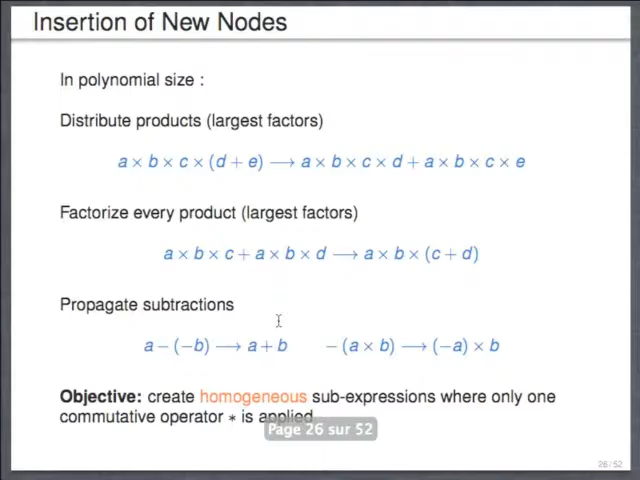 Insertion of New Nodes
In polynomial size :
Distribute products (largest factors)
a × b × c × (d + e) ⟶ a × b × c × d + a × b × c × e
Factorize every product (largest factors)
a × b × c + a × b × d ⟶ a × b × (c + d)
Propagate subtractions
a − (−b) ⟶ a + b −(a × b) ⟶ (−a) × b
Objective: create homogeneous sub-expressions where only one
commutative operator ∗ is applied
Page 26 sur 52
26 / 52